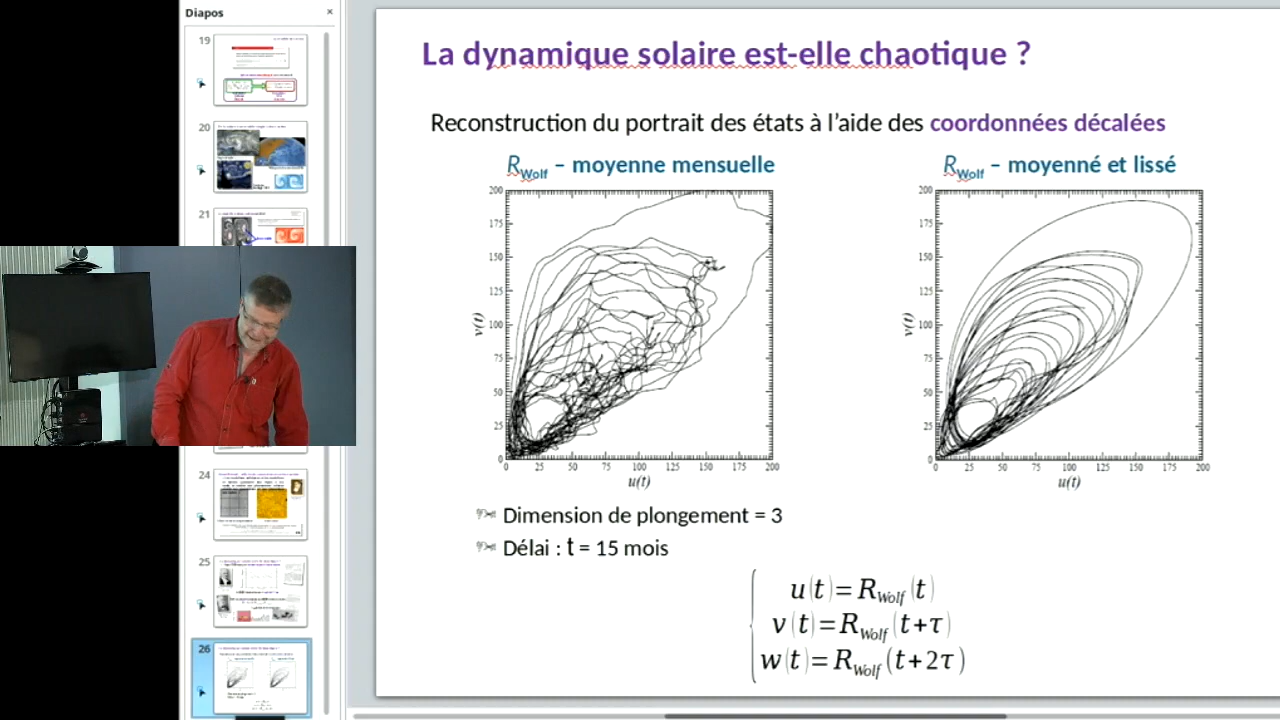 Diapos ×
19
20
21
24
25
26
La dynamique solaire est-elle chaotique ?
Reconstruction du portrait des états à l'aide des coordonnées décalées
R_Wolf – moyenne mensuelle
R_Wolf – moyenné et lissé
200
175
150
125
100
75
50
25
0
v(t)
0 25 50 75 100 125 150 175 200
u(t)
200
175
150
125
100
75
50
25
0
v(t)
0 25 50 75 100 125 150 175 200
u(t)
Dimension de plongement = 3
Délai : t = 15 mois
u(t)=R_Wolf(t)
v(t)=R_Wolf(t+τ)
w(t)=R_Wolf(t+2τ)